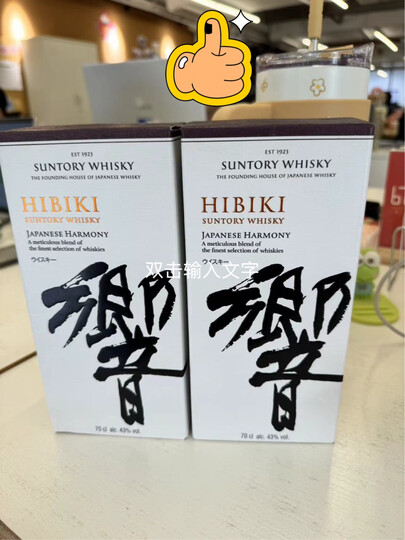 EST 1923
SUNTORY WHISKY
THE FOUNDING HOUSE OF JAPANESE WHISKY
HIBIKI
SUNTORY WHISKY
JAPANESE HARMONY
A meticulous blend of
the finest selection of whiskies
ウイスキー
響
70 cl alc. 43% vol.
EST 1923
SUNTORY WHISKY
THE FOUNDING HOUSE OF JAPANESE WHISKY
HIBIKI
SUNTORY WHISKY
JAPANESE HARMONY
A meticulous blend of
the finest selection of whiskies
ウイスキー
響
70 cl alc. 43% vol.
双击输入文字